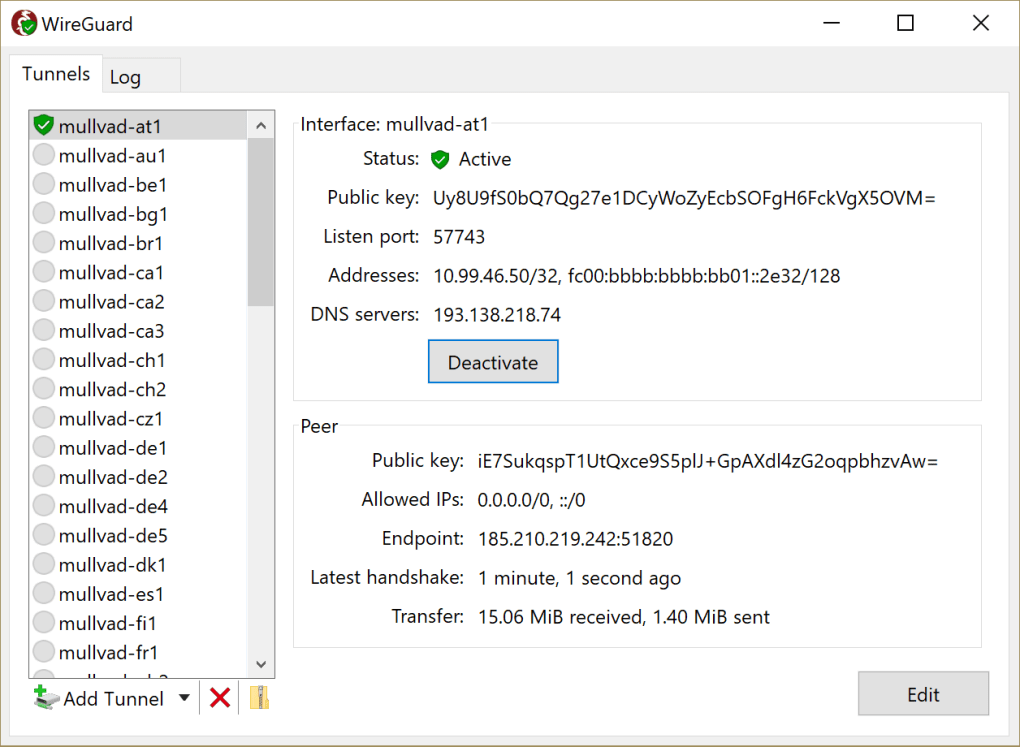 WireGuard
Tunnels
Log
mullvad-at1
mullvad-au1
mullvad-be1
mullvad-bg1
mullvad-br1
mullvad-ca1
mullvad-ca2
mullvad-ca3
mullvad-ch1
mullvad-ch2
mullvad-cz1
mullvad-de1
mullvad-de2
mullvad-de4
mullvad-de5
mullvad-dk1
mullvad-es1
mullvad-fi1
mullvad-fr1
Add Tunnel
Interface: mullvad-at1
Status: Active
Public key: Uy8U9fS0bQ7Qg27e1DCyWoZyEcbSOFgH6FckVgX5OVM=
Listen port: 57743
Addresses: 10.99.46.50/32, fc00:bbbb:bbbb:bb01::2e32/128
DNS servers: 193.138.218.74
Deactivate
Peer
Public key: iE7SukqspT1UtQxce9S5plJ+GpAXdl4zG2oqpbhzvAw=
Allowed IPs: 0.0.0.0/0, ::/0
Endpoint: 185.210.219.242:51820
Latest handshake: 1 minute, 1 second ago
Transfer: 15.06 MiB received, 1.40 MiB sent
Edit